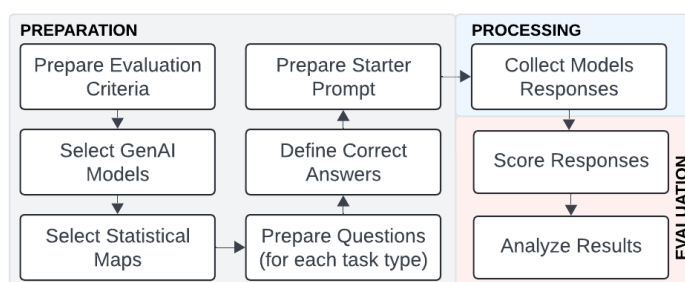 PREPARATION
Prepare Evaluation
Criteria
Select GenAI
Models
Select Statistical
Maps
Prepare Questions
(for each task type)
Define Correct
Answers
Prepare Starter
Prompt
PROCESSING
Collect Models
Responses
EVALUATION
Score Responses
Analyze Results